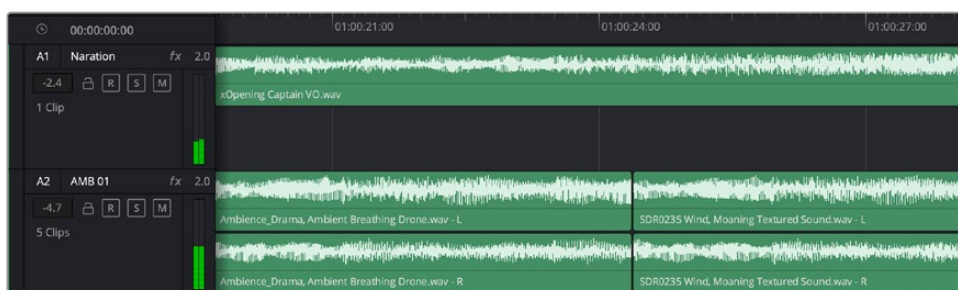 00:00:00:00 01:00:21:00 01:00:24:00 01:00:27:00
A1 Naration fx 2.0
-2.4 R S M
xOpening Captain VO.wav
1 Clip
A2 AMB 01 fx 2.0
-4.7 R S M
Ambience_Drama, Ambient Breathing Drone.wav - L SDR0235 Wind, Moaning Textured Sound.wav - L
5 Clips
Ambience_Drama, Ambient Breathing Drone.wav - R SDR0235 Wind, Moaning Textured Sound.wav - R